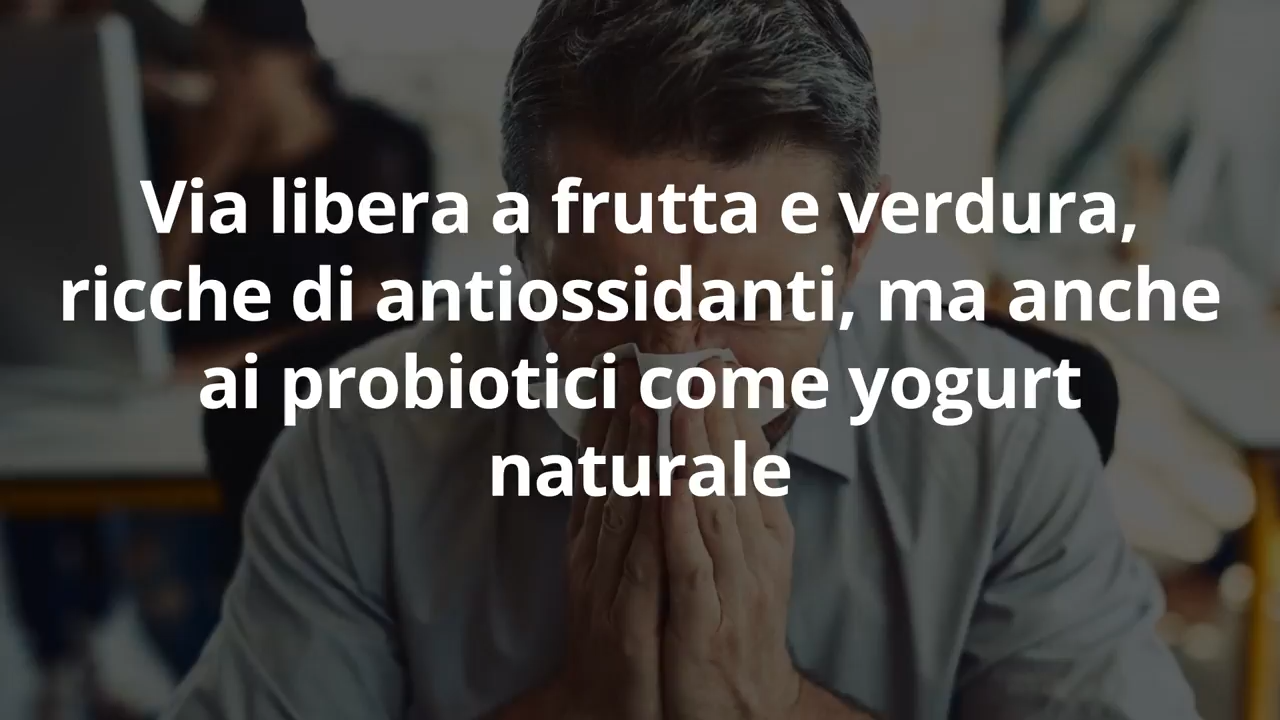 Via libera a frutta e verdura,
ricche di antiossidanti, ma anche
ai probiotici come yogurt
naturale